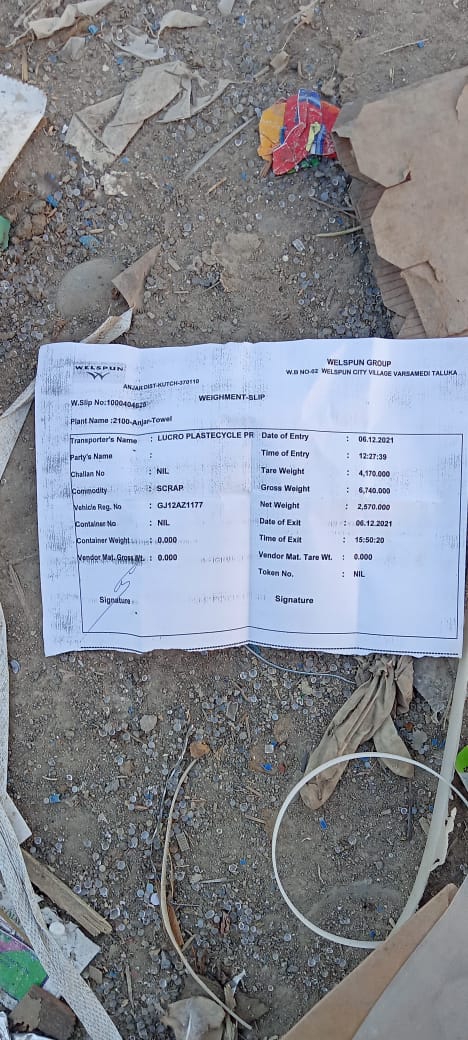 WELSPUN
WELSPUN GROUP
W.B NO-02 WELSPUN CITY VILLAGE VARSAMEDI TALUKA
ANJAR DIST-KUTCH-370110
WEIGHMENT-SLIP
W.Slip No:1000404628
Plant Name :2100-Anjar-Towel
Transporter's Name : LUCRO PLASTECYCLE PR Date of Entry : 06.12.2021
Party's Name : Time of Entry : 12:27:39
Challan No : NIL Tare Weight : 4,170.000
Commodity : SCRAP Gross Weight : 6,740.000
Vehicle Reg. No : GJ12AZ1177 Net Weight : 2,570.000
Container No : NIL Date of Exit : 06.12.2021
Container Weight : 0.000 Time of Exit : 15:50:20
Vendor Mat. Gross Wt. : 0.000 Vendor Mat. Tare Wt. : 0.000
Token No. : NIL
Signature Signature